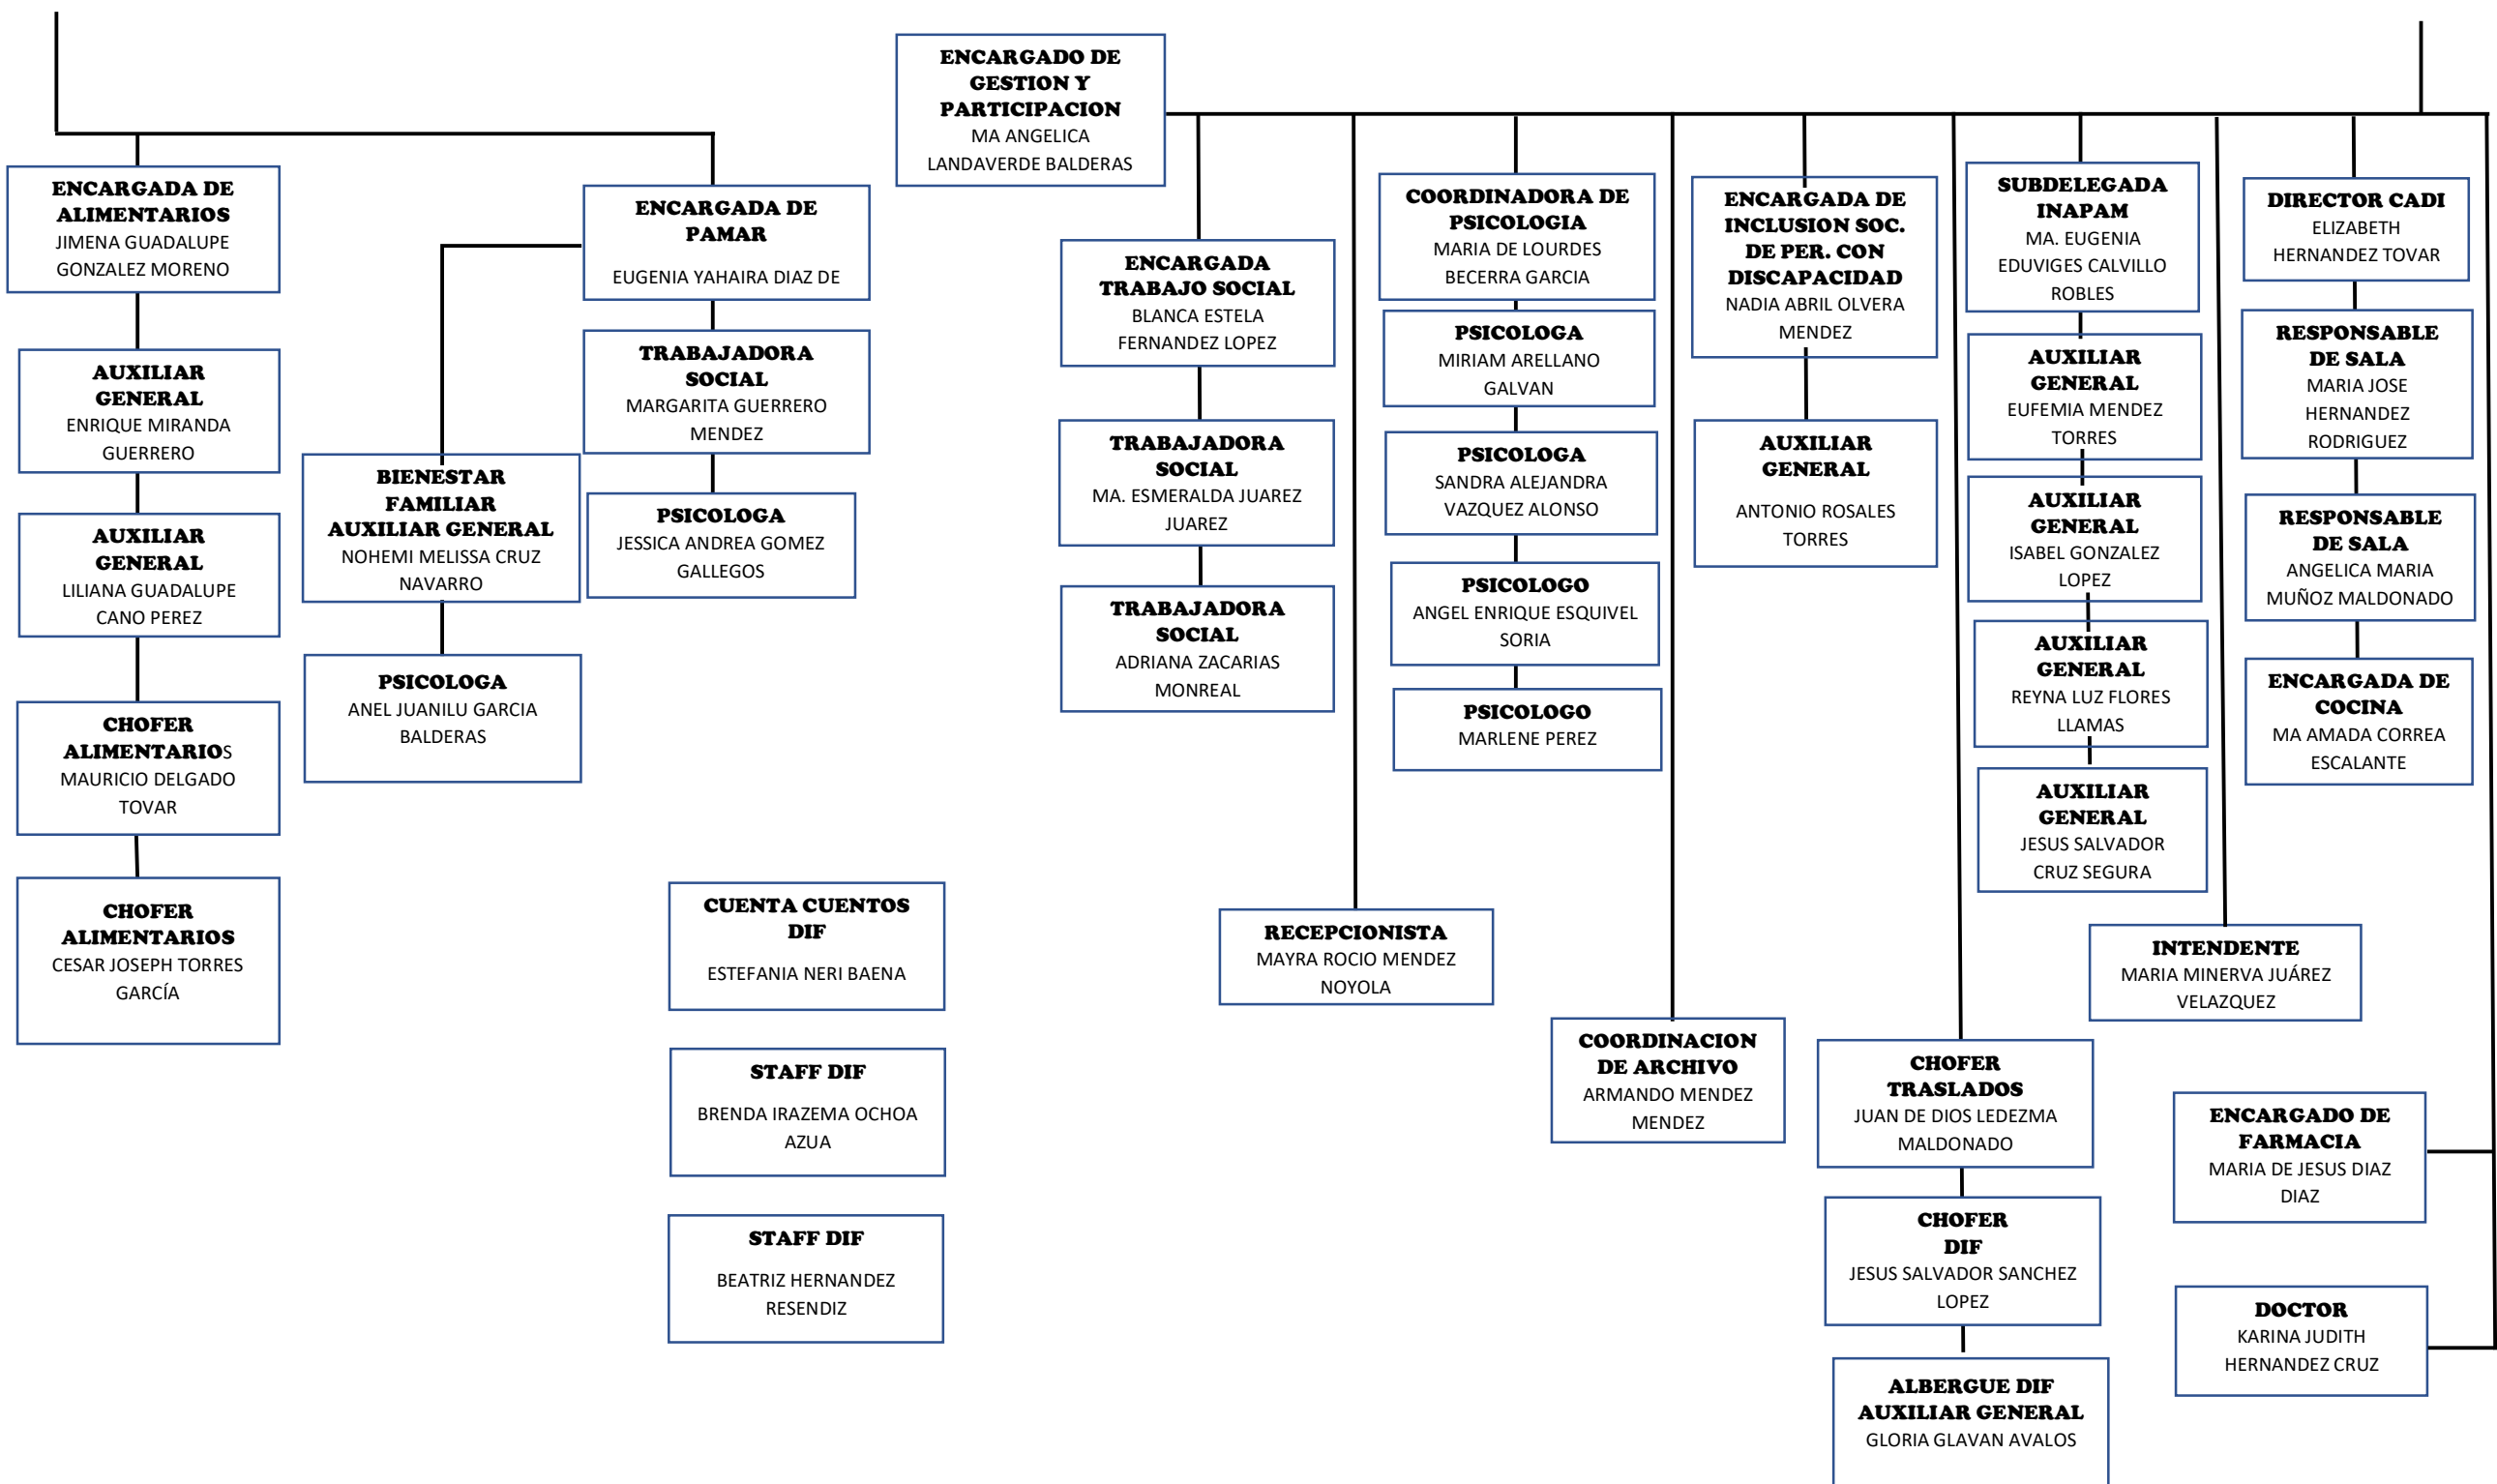 ENCARGADO DE
GESTION Y
PARTICIPACION
MA ANGELICA
LANDAVERDE BALDERAS
ENCARGADA DE
ALIMENTARIOS
JIMENA GUADALUPE
GONZALEZ MORENO
AUXILIAR
GENERAL
ENRIQUE MIRANDA
GUERRERO
AUXILIAR
GENERAL
LILIANA GUADALUPE
CANO PEREZ
CHOFER
ALIMENTARIOS
MAURICIO DELGADO
TOVAR
CHOFER
ALIMENTARIOS
CESAR JOSEPH TORRES
GARCÍA
ENCARGADA DE
PAMAR
EUGENIA YAHAIRA DIAZ DE
TRABAJADORA
SOCIAL
MARGARITA GUERRERO
MENDEZ
PSICOLOGA
JESSICA ANDREA GOMEZ
GALLEGOS
BIENESTAR
FAMILIAR
AUXILIAR GENERAL
NOHEMI MELISSA CRUZ
NAVARRO
PSICOLOGA
ANEL JUANILU GARCIA
BALDERAS
CUENTA CUENTOS
DIF
ESTEFANIA NERI BAENA
STAFF DIF
BRENDA IRAZEMA OCHOA
AZUA
STAFF DIF
BEATRIZ HERNANDEZ
RESENDIZ
ENCARGADA
TRABAJO SOCIAL
BLANCA ESTELA
FERNANDEZ LOPEZ
TRABAJADORA
SOCIAL
MA. ESMERALDA JUAREZ
JUAREZ
TRABAJADORA
SOCIAL
ADRIANA ZACARIAS
MONREAL
RECEPCIONISTA
MAYRA ROCIO MENDEZ
NOYOLA
COORDINADORA DE
PSICOLOGIA
MARIA DE LOURDES
BECERRA GARCIA
PSICOLOGA
MIRIAM ARELLANO
GALVAN
PSICOLOGA
SANDRA ALEJANDRA
VAZQUEZ ALONSO
PSICOLOGO
ANGEL ENRIQUE ESQUIVEL
SORIA
PSICOLOGO
MARLENE PEREZ
COORDINACION
DE ARCHIVO
ARMANDO MENDEZ
MENDEZ
ENCARGADA DE
INCLUSION SOC.
DE PER. CON
DISCAPACIDAD
NADIA ABRIL OLVERA
MENDEZ
AUXILIAR
GENERAL
ANTONIO ROSALES
TORRES
CHOFER
TRASLADOS
JUAN DE DIOS LEDEZMA
MALDONADO
CHOFER
DIF
JESUS SALVADOR SANCHEZ
LOPEZ
ALBERGUE DIF
AUXILIAR GENERAL
GLORIA GLAVAN AVALOS
SUBDELEGADA
INAPAM
MA. EUGENIA
EDUVIGES CALVILLO
ROBLES
AUXILIAR
GENERAL
EUFEMIA MENDEZ
TORRES
AUXILIAR
GENERAL
ISABEL GONZALEZ
LOPEZ
AUXILIAR
GENERAL
REYNA LUZ FLORES
LLAMAS
AUXILIAR
GENERAL
JESUS SALVADOR
CRUZ SEGURA
INTENDENTE
MARIA MINERVA JUÁREZ
VELAZQUEZ
DIRECTOR CADI
ELIZABETH
HERNANDEZ TOVAR
RESPONSABLE
DE SALA
MARIA JOSE
HERNANDEZ
RODRIGUEZ
RESPONSABLE
DE SALA
ANGELICA MARIA
MUÑOZ MALDONADO
ENCARGADA DE
COCINA
MA AMADA CORREA
ESCALANTE
ENCARGADO DE
FARMACIA
MARIA DE JESUS DIAZ
DIAZ
DOCTOR
KARINA JUDITH
HERNANDEZ CRUZ